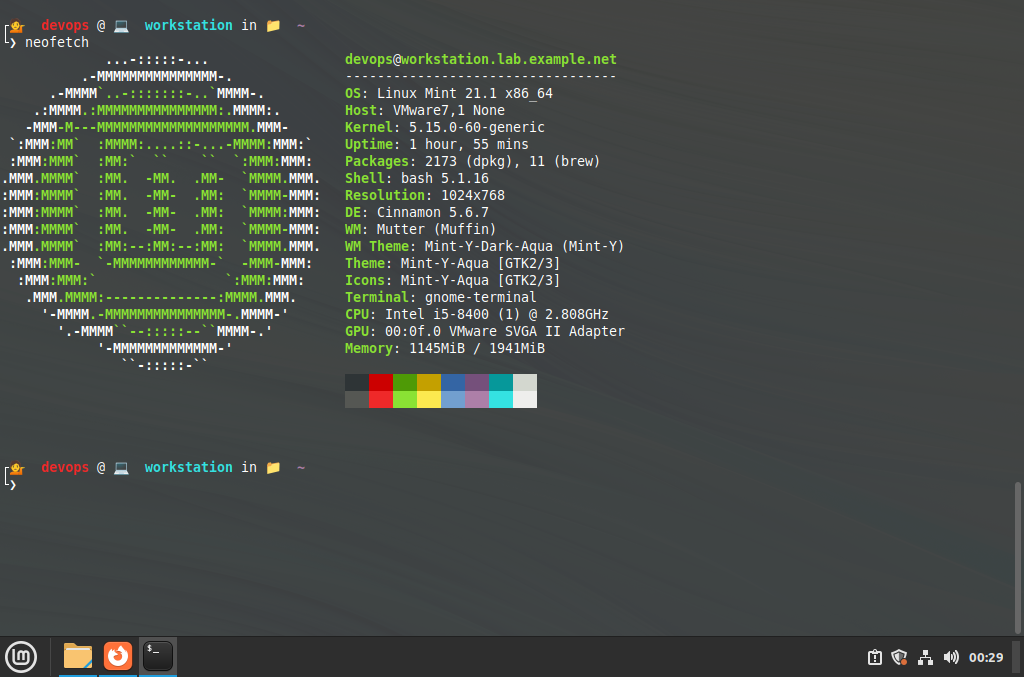 devops @ 💻 workstation in 📁 ~
❯ neofetch
...-:::::-...
.-MMMMMMMMMMMMMMM-.
.-MMMM`..-:::::::-..`MMMM-.
.:MMMM.:MMMMMMMMMMMMMMM:.MMMM:.
-MMM-M---MMMMMMMMMMMMMMMMMMM.MMM-
`:MMM:MM`  :MMMM:....::-...-MMMM:MMM:`
:MMM:MMM`  :MM:`  ``    ``  `:MMM:MMM:
.MMM.MMMM`  :MM.  -MM.  .MM-  `MMMM.MMM.
:MMM:MMMM`  :MM.  -MM-  .MM:  `MMMM-MMM:
:MMM:MMMM`  :MM.  -MM-  .MM:  `MMMM:MMM:
:MMM:MMMM`  :MM.  -MM-  .MM:  `MMMM-MMM:
.MMM.MMMM`  :MM:--:MM:--:MM:  `MMMM.MMM.
:MMM:MMM-  `-MMMMMMMMMMMM-`  -MMM-MMM:
:MMM:MMM:`                `:MMM:MMM:
.MMM.MMMM:--------------:MMMM.MMM.
'-MMMM.-MMMMMMMMMMMMMMM-.MMMM-'
'.-MMMM``--:::::--``MMMM-.'
'-MMMMMMMMMMMMM-'
``-:::::-``
devops@workstation.lab.example.net
----------------------------------
OS: Linux Mint 21.1 x86_64
Host: VMware7,1 None
Kernel: 5.15.0-60-generic
Uptime: 1 hour, 55 mins
Packages: 2173 (dpkg), 11 (brew)
Shell: bash 5.1.16
Resolution: 1024x768
DE: Cinnamon 5.6.7
WM: Mutter (Muffin)
WM Theme: Mint-Y-Dark-Aqua (Mint-Y)
Theme: Mint-Y-Aqua [GTK2/3]
Icons: Mint-Y-Aqua [GTK2/3]
Terminal: gnome-terminal
CPU: Intel i5-8400 (1) @ 2.808GHz
GPU: 00:0f.0 VMware SVGA II Adapter
Memory: 1145MiB / 1941MiB
devops @ 💻 workstation in 📁 ~
❯
$_
00:29